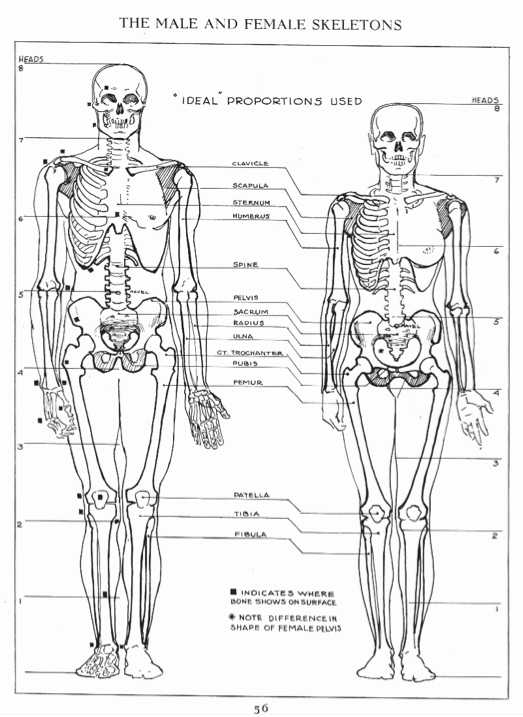 THE MALE AND FEMALE SKELETONS
HEADS
8
"IDEAL" PROPORTIONS USED
HEADS
8
7
7
CLAVICLE
SCAPULA
STERNUM
HUMERUS
6
6
SPINE
5
NAVEL
PELVIS
SACRUM
RADIUS
5
NAVEL
ULNA
GT. TROCHANTER
PUBIS
4
FEMUR
4
3
3
PATELLA
TIBIA
2
FIBULA
2
■ INDICATES WHERE
BONE SHOWS ON SURFACE
1
1
✳ NOTE DIFFERENCE IN
SHAPE OF FEMALE PELVIS
56